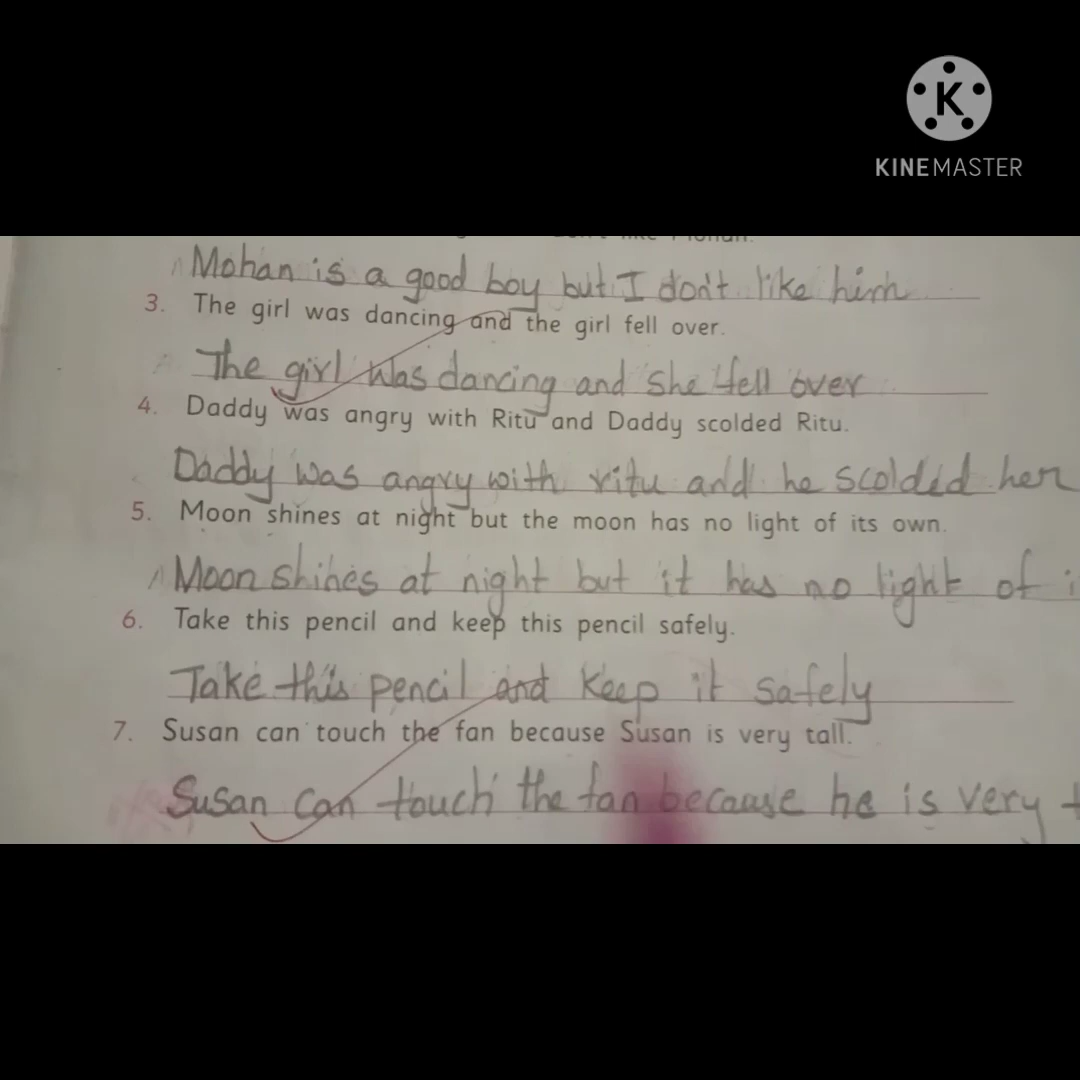 KINEMASTER
Mohan is a good boy but I don't like him
3. The girl was dancing and the girl fell over.
The girl was dancing and she fell over
4. Daddy was angry with Ritu and Daddy scolded Ritu.
Daddy was angry with ritu and he scolded her
5. Moon shines at night but the moon has no light of its own.
Moon shines at night but it has no light of
6. Take this pencil and keep this pencil safely.
Take this pencil and keep it safely
7. Susan can touch the fan because Susan is very tall.
Susan can touch the fan because he is very